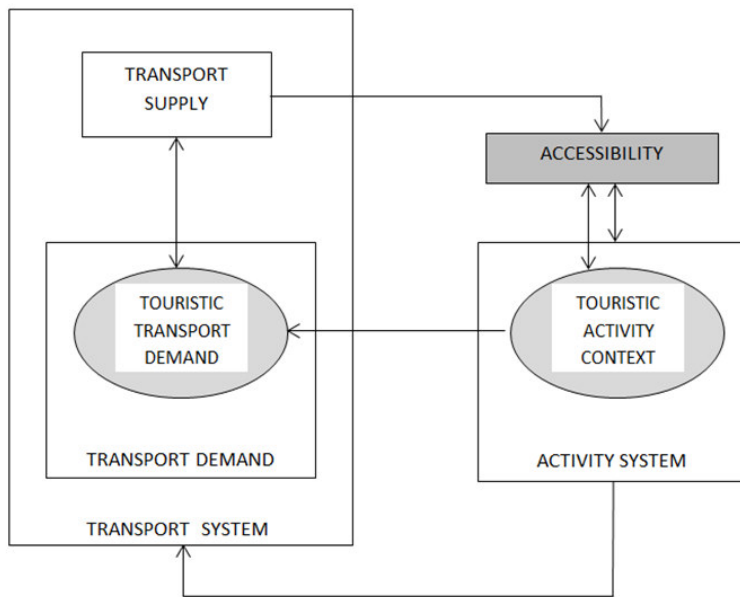 TRANSPORT
SUPPLY
ACCESSIBILITY
TOURISTIC
TRANSPORT
DEMAND
TOURISTIC
ACTIVITY
CONTEXT
TRANSPORT DEMAND
ACTIVITY SYSTEM
TRANSPORT SYSTEM